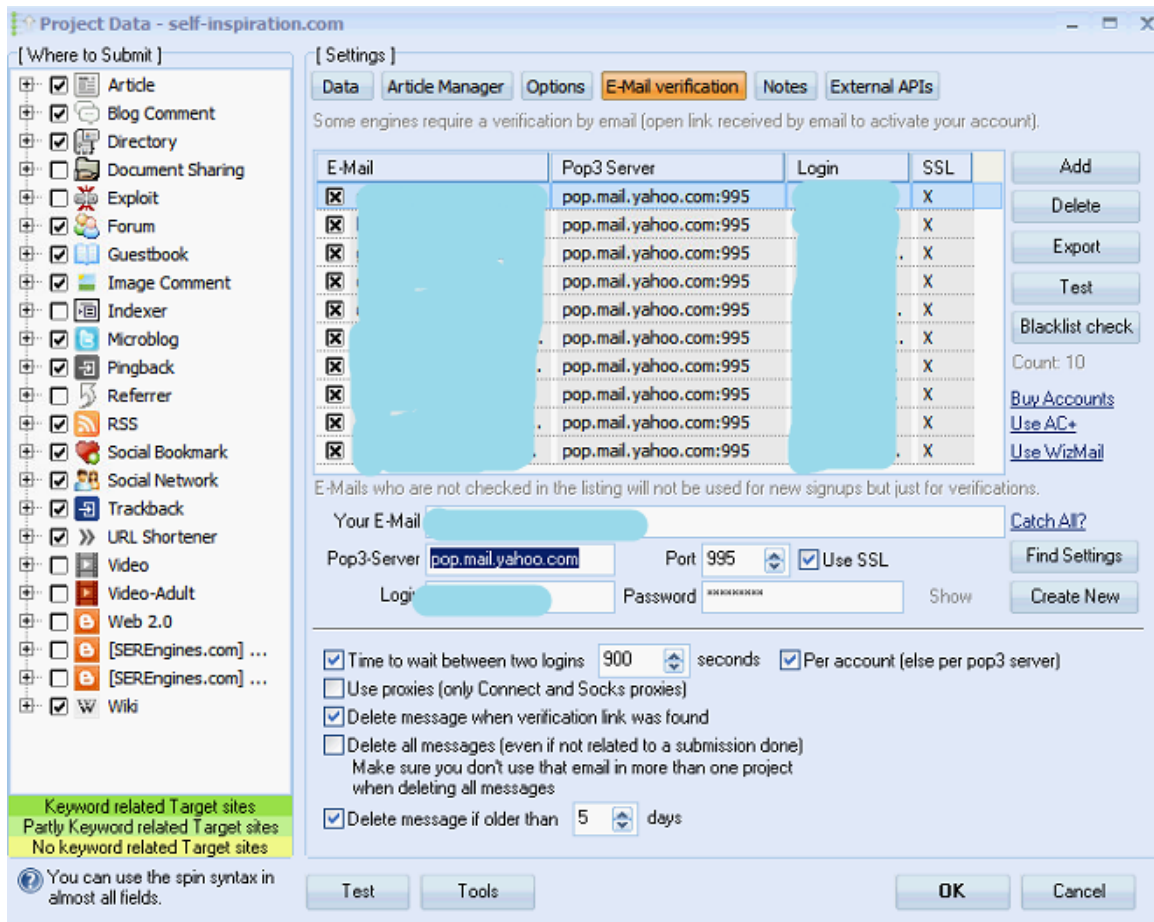 Project Data - self-inspiration.com
[ Where to Submit ]
Article
Blog Comment
Directory
Document Sharing
Exploit
Forum
Guestbook
Image Comment
Indexer
Microblog
Pingback
Referrer
RSS
Social Bookmark
Social Network
Trackback
URL Shortener
Video
Video-Adult
Web 2.0
[SEREngines.com] ...
[SEREngines.com] ...
Wiki
Keyword related Target sites
Partly Keyword related Target sites
No keyword related Target sites
You can use the spin syntax in
almost all fields.
[ Settings ]
Data Article Manager Options E-Mail verification Notes External APIs
Some engines require a verification by email (open link received by email to activate your account).
E-Mail Pop3 Server Login SSL
pop.mail.yahoo.com:995 X
pop.mail.yahoo.com:995 X
pop.mail.yahoo.com:995 . X
pop.mail.yahoo.com:995 X
pop.mail.yahoo.com:995 . X
. pop.mail.yahoo.com:995 . X
. pop.mail.yahoo.com:995 X
pop.mail.yahoo.com:995 X
. pop.mail.yahoo.com:995 . X
. pop.mail.yahoo.com:995 . X
Add
Delete
Export
Test
Blacklist check
Count: 10
Buy Accounts
Use AC+
Use WizMail
E-Mails who are not checked in the listing will not be used for new signups but just for verifications.
Your E-Mail Catch All?
Pop3-Server pop.mail.yahoo.com Port 995 Use SSL Find Settings
Login Password ********* Show Create New
Time to wait between two logins 900 seconds Per account (else per pop3 server)
Use proxies (only Connect and Socks proxies)
Delete message when verification link was found
Delete all messages (even if not related to a submission done)
Make sure you don't use that email in more than one project
when deleting all messages
Delete message if older than 5 days
Test Tools OK Cancel